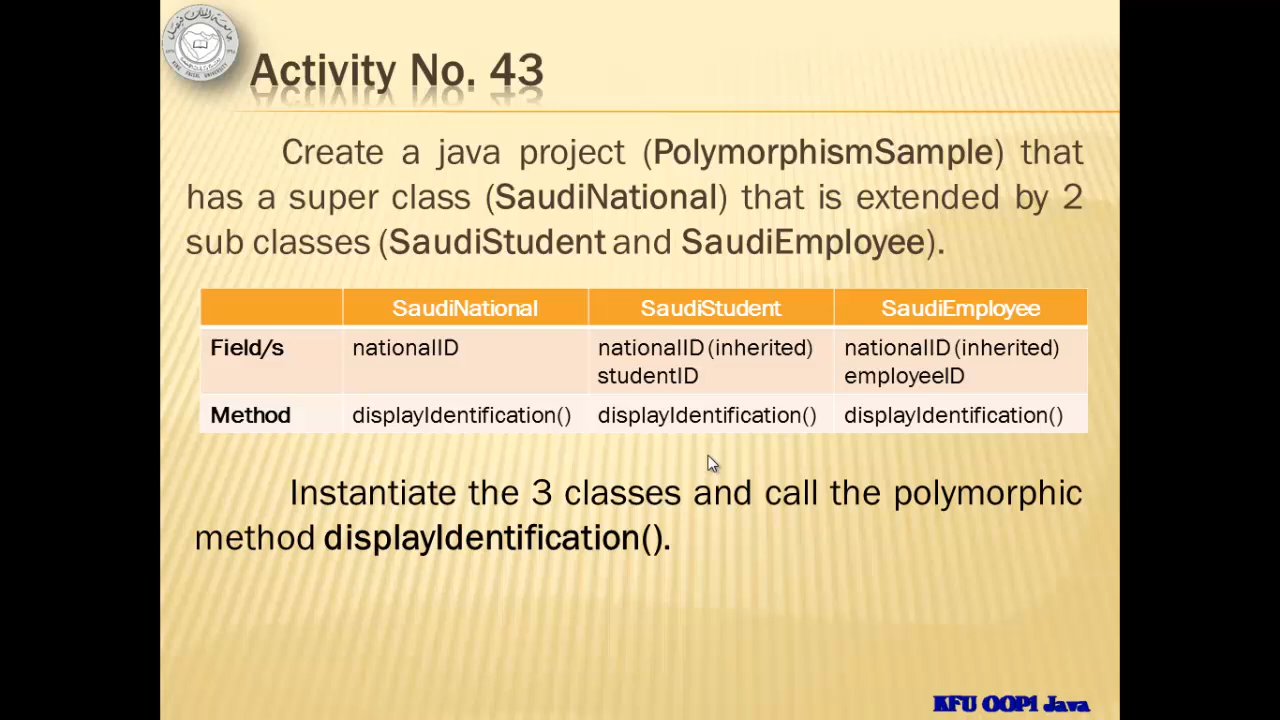 Activity No. 43
Create a java project (PolymorphismSample) that
has a super class (SaudiNational) that is extended by 2
sub classes (SaudiStudent and SaudiEmployee).
SaudiNational SaudiStudent SaudiEmployee
Field/s nationalID nationalID (inherited) nationalID (inherited)
studentID employeeID
Method displayIdentification() displayIdentification() displayIdentification()
Instantiate the 3 classes and call the polymorphic
method displayIdentification().
KFU OOP1 Java